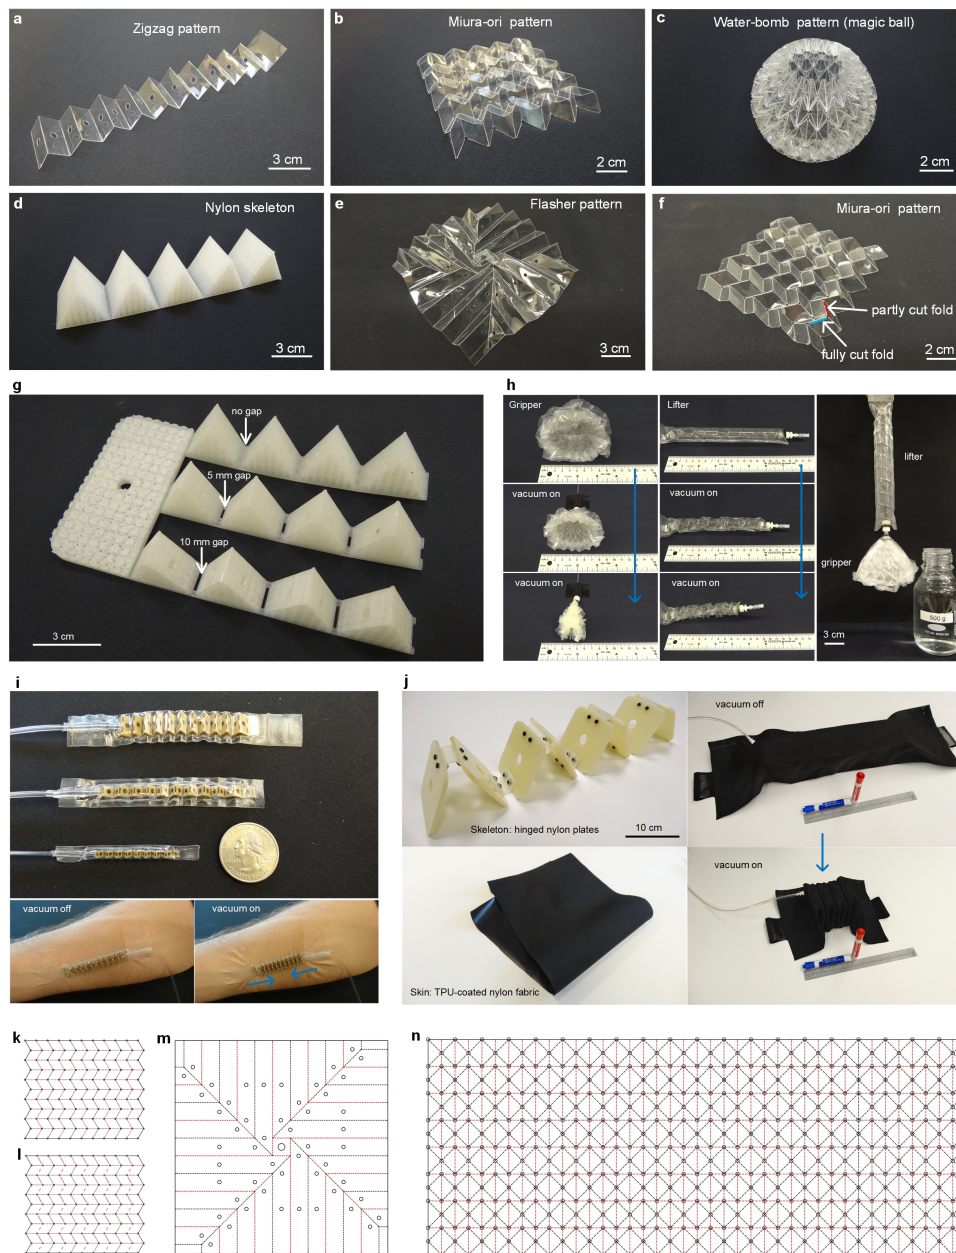 a
Zigzag pattern
3 cm
b
Miura-ori pattern
2 cm
c
Water-bomb pattern (magic ball)
2 cm
d
Nylon skeleton
3 cm
e
Flasher pattern
3 cm
f
Miura-ori pattern
partly cut fold
fully cut fold
2 cm
g
no gap
5 mm gap
10 mm gap
3 cm
h
Gripper
vacuum on
vacuum on
Lifter
vacuum on
vacuum on
lifter
gripper
500 g
3 cm
i
vacuum off
vacuum on
j
Skeleton: hinged nylon plates
10 cm
vacuum off
Skin: TPU-coated nylon fabric
vacuum on
k
l
m
n